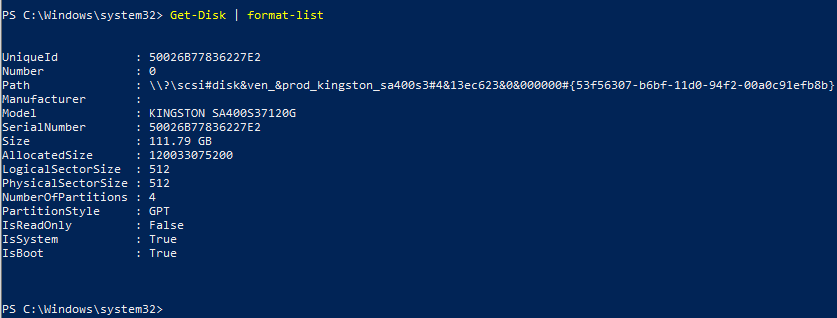 PS C:\Windows\system32> Get-Disk | format-list
UniqueId           : 50026B77836227E2
Number             : 0
Path               : \\?\scsi#disk&ven_&prod_kingston_sa400s3#4&13ec623&0&000000#{53f56307-b6bf-11d0-94f2-00a0c91efb8b}
Manufacturer       :
Model              : KINGSTON SA400S37120G
SerialNumber       : 50026B77836227E2
Size               : 111.79 GB
AllocatedSize      : 120033075200
LogicalSectorSize  : 512
PhysicalSectorSize : 512
NumberOfPartitions : 4
PartitionStyle     : GPT
IsReadOnly         : False
IsSystem           : True
IsBoot             : True
PS C:\Windows\system32>